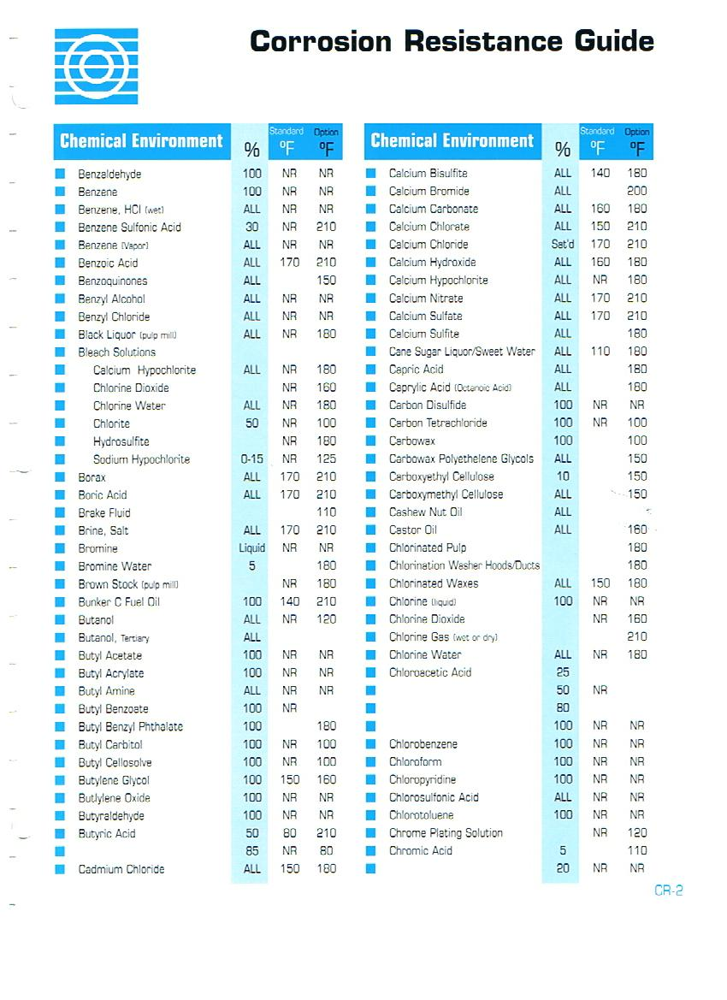 Corrosion Resistance Guide
Chemical Environment % Standard ºF Option ºF
Benzaldehyde 100 NR NR
Benzene 100 NR NR
Benzene, HCl (wet) ALL NR NR
Benzene Sulfonic Acid 30 NR 210
Benzene (Vapor) ALL NR NR
Benzoic Acid ALL 170 210
Benzoquinones ALL 150
Benzyl Alcohol ALL NR NR
Benzyl Chloride ALL NR NR
Black Liquor (pulp mill) ALL NR 180
Bleach Solutions
Calcium Hypochlorite ALL NR 180
Chlorine Dioxide NR 160
Chlorine Water ALL NR 180
Chlorite 50 NR 100
Hydrosulfite NR 180
Sodium Hypochlorite 0-15 NR 125
Borax ALL 170 210
Boric Acid ALL 170 210
Brake Fluid 110
Brine, Salt ALL 170 210
Bromine Liquid NR NR
Bromine Water 5 180
Brown Stock (pulp mill) NR 180
Bunker C Fuel Oil 100 140 210
Butanol ALL NR 120
Butanol, Tertiary ALL
Butyl Acetate 100 NR NR
Butyl Acrylate 100 NR NR
Butyl Amine ALL NR NR
Butyl Benzoate 100 NR
Butyl Benzyl Phthalate 100 180
Butyl Carbitol 100 NR 100
Butyl Cellosolve 100 NR 100
Butylene Glycol 100 150 160
Butlylene Oxide 100 NR NR
Butyraldehyde 100 NR NR
Butyric Acid 50 80 210
85 NR 80
Cadmium Chloride ALL 150 180
Chemical Environment % Standard ºF Option ºF
Calcium Bisulfite ALL 140 180
Calcium Bromide ALL 200
Calcium Carbonate ALL 160 180
Calcium Chlorate ALL 150 210
Calcium Chloride Sat'd 170 210
Calcium Hydroxide ALL 160 180
Calcium Hypochlorite ALL NR 180
Calcium Nitrate ALL 170 210
Calcium Sulfate ALL 170 210
Calcium Sulfite ALL 180
Cane Sugar Liquor/Sweet Water ALL 110 180
Capric Acid ALL 180
Caprylic Acid (Octanoic Acid) ALL 180
Carbon Disulfide 100 NR NR
Carbon Tetrachloride 100 NR 100
Carbowax 100 100
Carbowax Polyethelene Glycols ALL 150
Carboxyethyl Cellulose 10 150
Carboxymethyl Cellulose ALL 150
Cashew Nut Oil ALL
Castor Oil ALL 160
Chlorinated Pulp 180
Chlorination Washer Hoods/Ducts 180
Chlorinated Waxes ALL 150 180
Chlorine (liquid) 100 NR NR
Chlorine Dioxide NR 160
Chlorine Gas (wet or dry) 210
Chlorine Water ALL NR 180
Chloroacetic Acid 25
50 NR
80
100 NR NR
Chlorobenzene 100 NR NR
Chloroform 100 NR NR
Chloropyridine 100 NR NR
Chlorosulfonic Acid ALL NR NR
Chlorotoluene 100 NR NR
Chrome Plating Solution NR 120
Chromic Acid 5 110
20 NR NR
CR-2